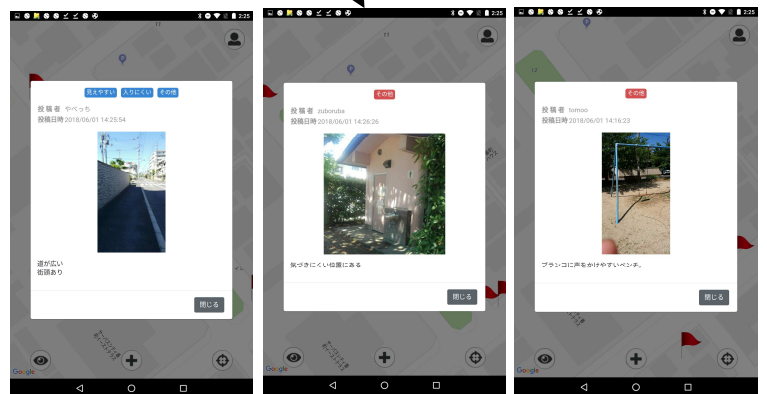 2:25
77
見えやすい 入りにくい その他
投稿者 やべっち
投稿日時 2018/06/01 14:25:54
道が広い
街頭あり
閉じる
Google
2:25
77
その他
投稿者 zuboruba
投稿日時 2018/06/01 14:26:26
気づきにくい位置にある
閉じる
Google
2:25
12
その他
投稿者 tomoo
投稿日時 2018/06/01 14:16:23
ブランコに声をかけやすいベンチ。
閉じる
Google